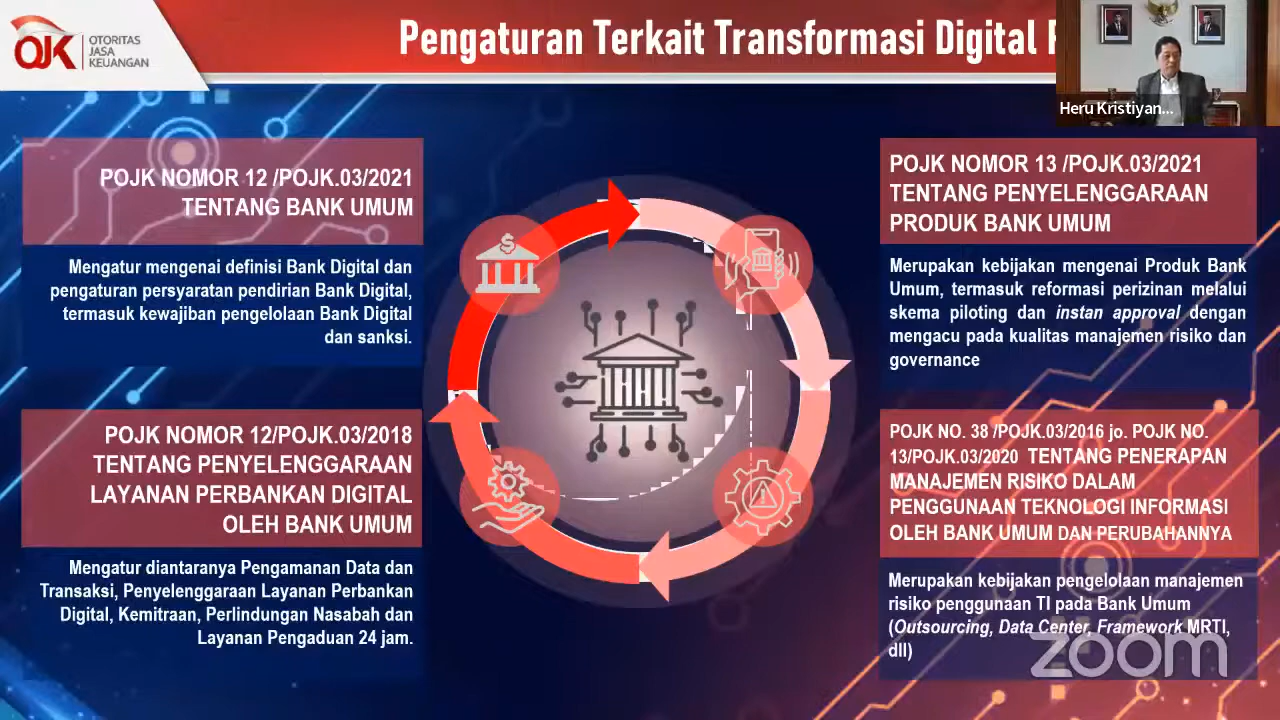 OJK
OTORITAS
JASA
KEUANGAN
Pengaturan Terkait Transformasi Digital
Heru Kristiyan...
POJK NOMOR 12 /POJK.03/2021
TENTANG BANK UMUM
Mengatur mengenai definisi Bank Digital dan
pengaturan persyaratan pendirian Bank Digital,
termasuk kewajiban pengelolaan Bank Digital
dan sanksi.
POJK NOMOR 13 /POJK.03/2021
TENTANG PENYELENGGARAAN
PRODUK BANK UMUM
Merupakan kebijakan mengenai Produk Bank
Umum, termasuk reformasi perizinan melalui
skema piloting dan instan approval dengan
mengacu pada kualitas manajemen risiko dan
governance
POJK NOMOR 12/POJK.03/2018
TENTANG PENYELENGGARAAN
LAYANAN PERBANKAN DIGITAL
OLEH BANK UMUM
Mengatur diantaranya Pengamanan Data dan
Transaksi, Penyelenggaraan Layanan Perbankan
Digital, Kemitraan, Perlindungan Nasabah dan
Layanan Pengaduan 24 jam.
POJK NO. 38 /POJK.03/2016 jo. POJK NO.
13/POJK.03/2020 TENTANG PENERAPAN
MANAJEMEN RISIKO DALAM
PENGGUNAAN TEKNOLOGI INFORMASI
OLEH BANK UMUM DAN PERUBAHANNYA
Merupakan kebijakan pengelolaan manajemen
risiko penggunaan TI pada Bank Umum
(Outsourcing, Data Center, Framework MRTI,
dll)
zoom